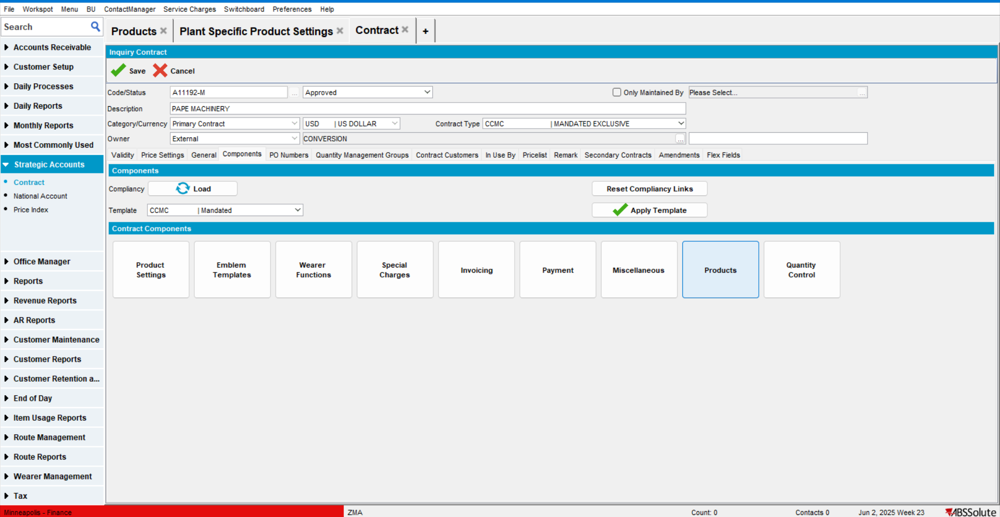 File Workspot Menu BU ContactManager Service Charges Switchboard Preferences Help
Search
Products
Plant Specific Product Settings
Contract
+
Accounts Receivable
Customer Setup
Daily Processes
Daily Reports
Monthly Reports
Most Commonly Used
Strategic Accounts
Contract
National Account
Price Index
Office Manager
Reports
Revenue Reports
AR Reports
Customer Maintenance
Customer Reports
Customer Retention a...
End of Day
Item Usage Reports
Route Management
Route Reports
Wearer Management
Tax
Inquiry Contract
Save Cancel
Code/Status A11192-M ... Approved Only Maintained By Please Select... ...
Description PAPE MACHINERY
Category/Currency Primary Contract USD | US DOLLAR Contract Type CCMC | MANDATED EXCLUSIVE
Owner External CONVERSION ...
Validity Price Settings General Components PO Numbers Quantity Management Groups Contract Customers In Use By Pricelist Remark Secondary Contracts Amendments Flex Fields
Components
Compliancy Load Reset Compliancy Links
Template CCMC | Mandated Apply Template
Contract Components
Product
Settings
Emblem
Templates
Wearer
Functions
Special
Charges
Invoicing
Payment
Miscellaneous
Products
Quantity
Control
Minneapolis - Finance ZMA Count: 0 Contacts 0 Jun 2, 2025 Week 23 ABSSolute